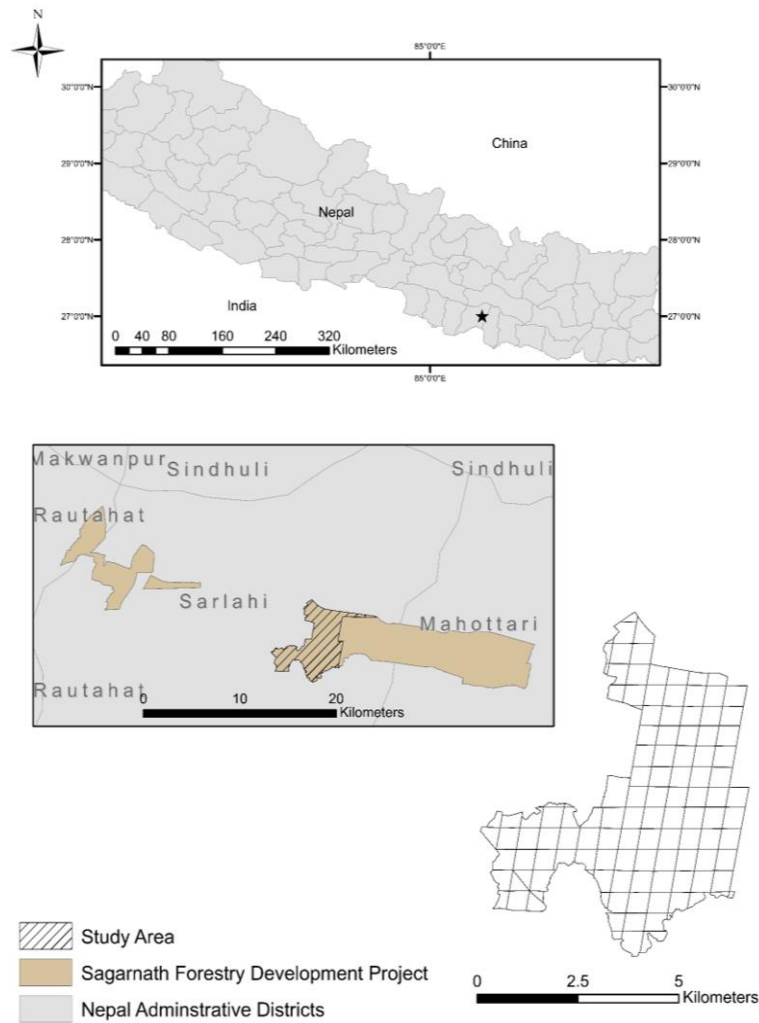 N
85°0'0"E
30°0'0"N 30°0'0"N
China
29°0'0"N 29°0'0"N
Nepal
28°0'0"N 28°0'0"N
India
27°0'0"N 27°0'0"N
0 40 80 160 240 320
Kilometers
85°0'0"E
Makwanpur Sindhuli Sindhuli
Rautahat
Sarlahi
Mahottari
Rautahat
0 10 20
Kilometers
Study Area
Sagarnath Forestry Development Project
Nepal Adminstrative Districts
0 2.5 5
Kilometers